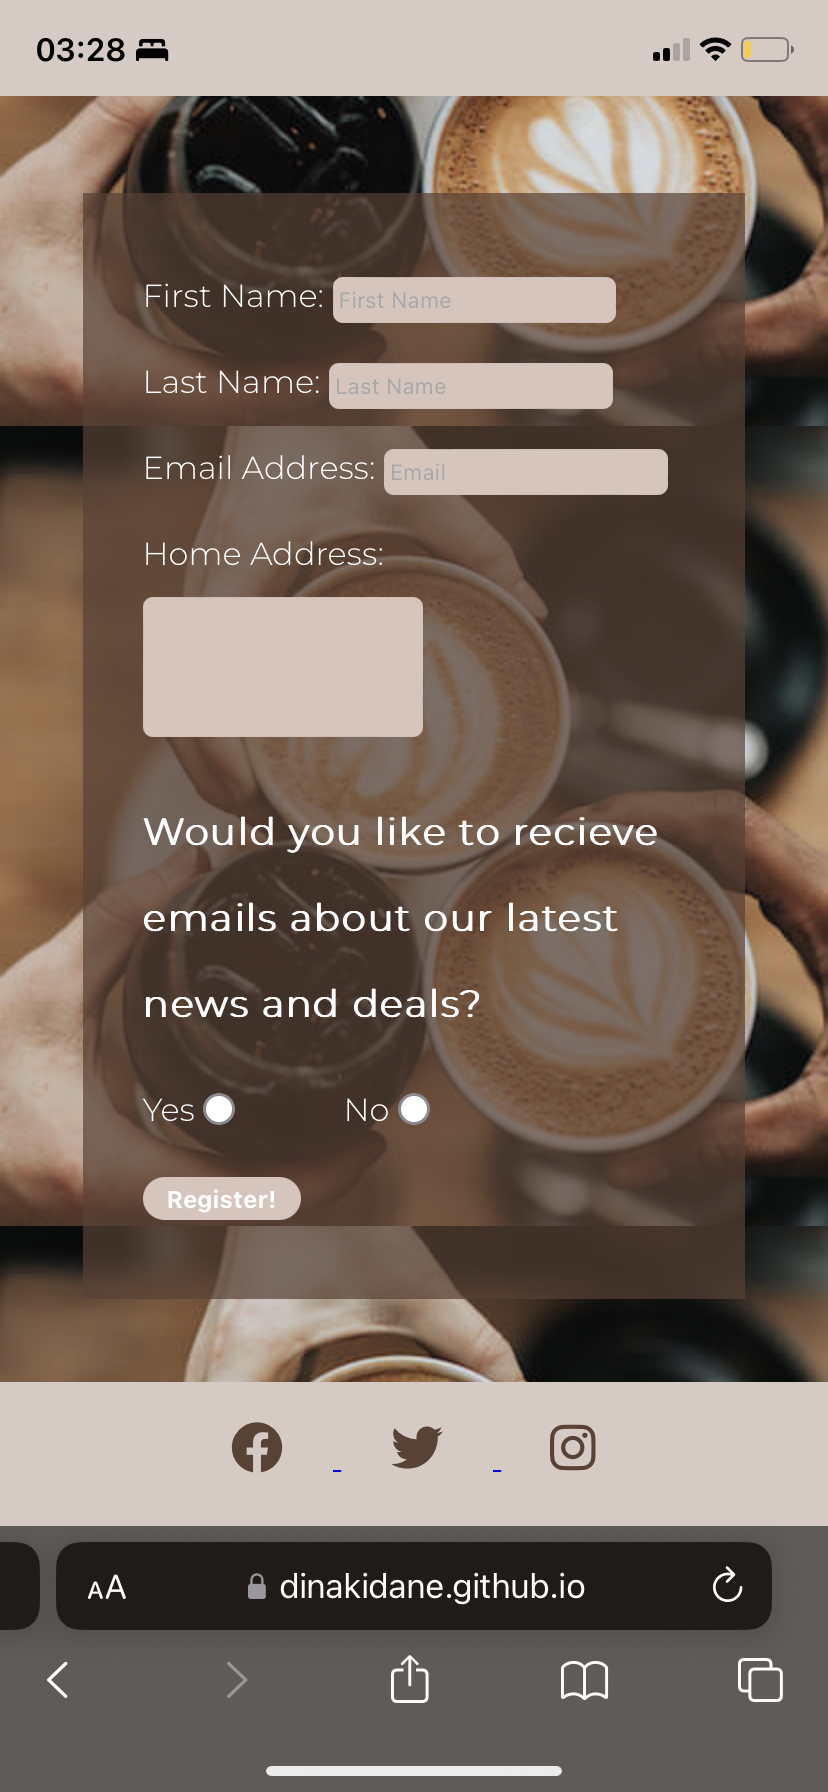 03:28
First Name: First Name
Last Name: Last Name
Email Address: Email
Home Address:
Would you like to recieve
emails about our latest
news and deals?
Yes No
Register!
AA dinakidane.github.io